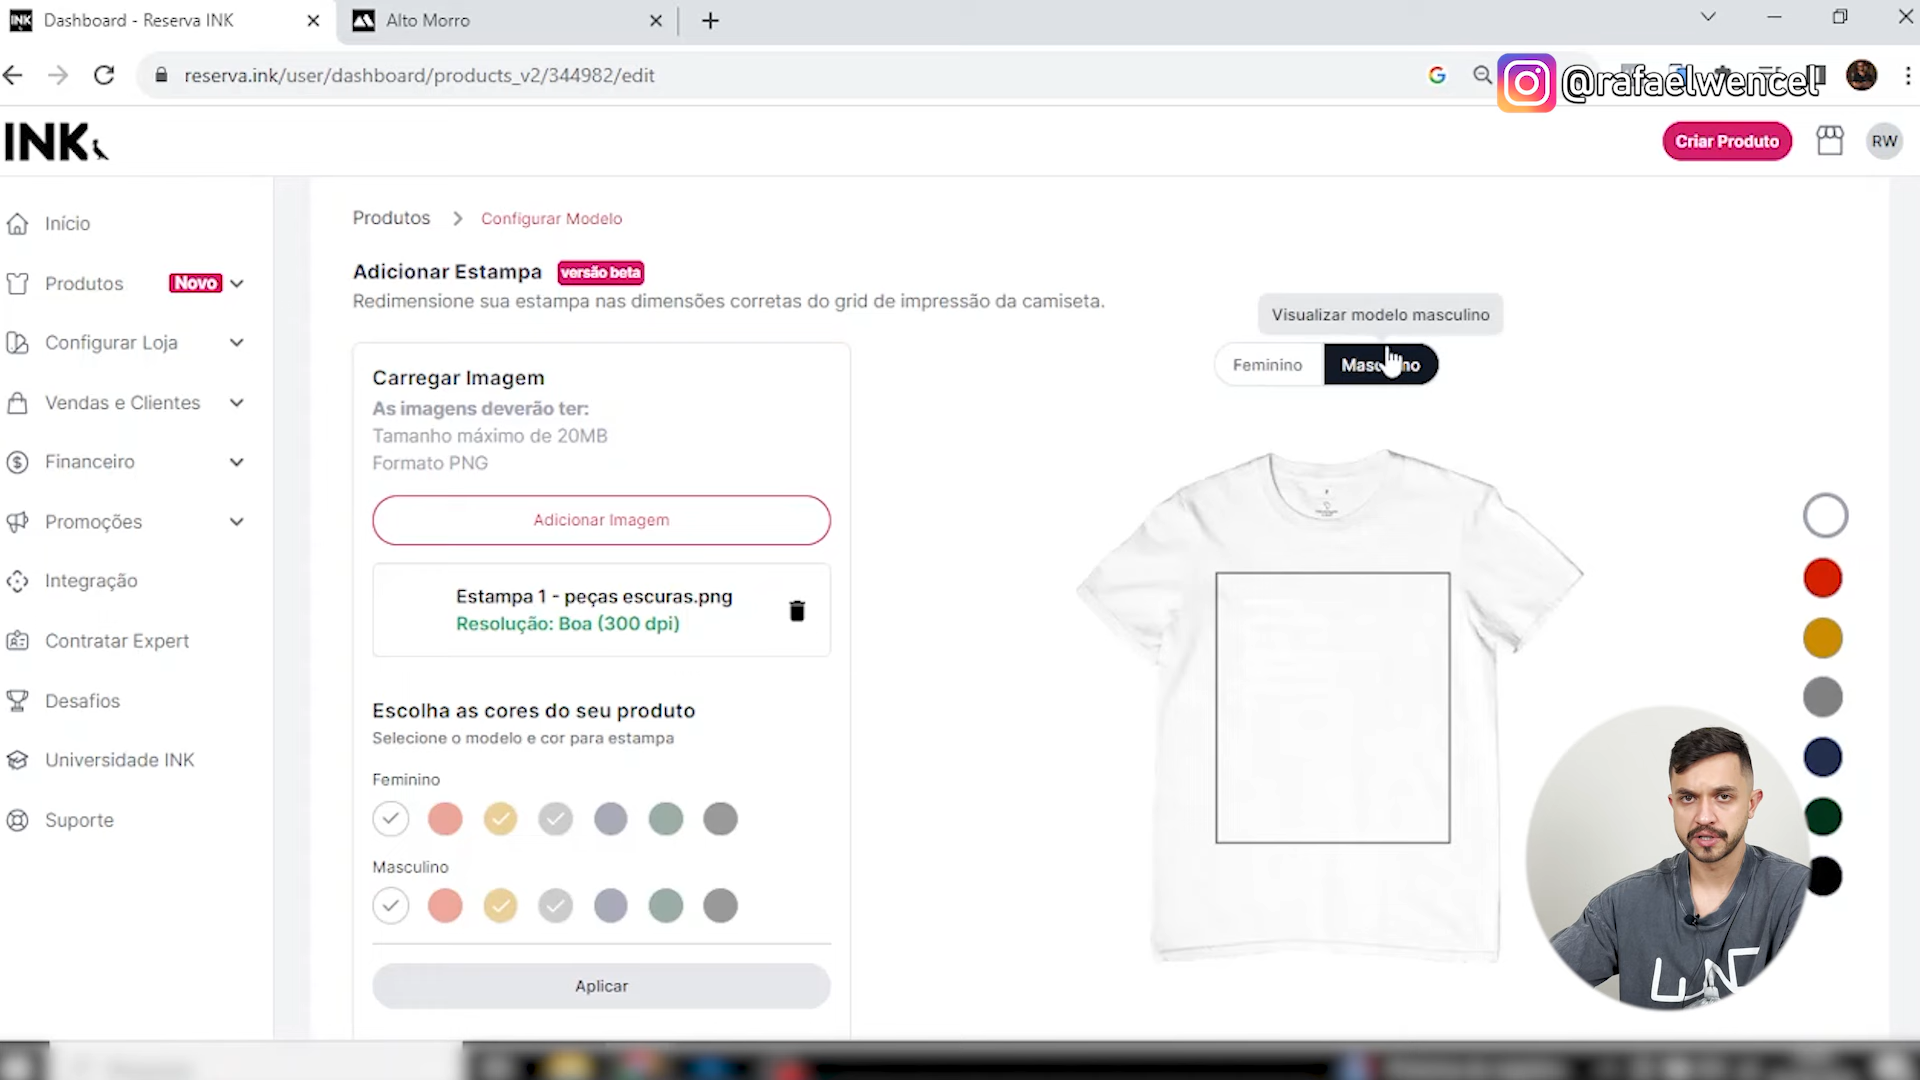 Dashboard - Reserva INK
Alto Morro
reserva.ink/user/dashboard/products_v2/344982/edit
@rafaelwencel
INK
Criar Produto
RW
Início
Produtos
Novo
Configurar Loja
Vendas e Clientes
Financeiro
Promoções
Integração
Contratar Expert
Desafios
Universidade INK
Suporte
Produtos > Configurar Modelo
Adicionar Estampa
versão beta
Redimensione sua estampa nas dimensões corretas do grid de impressão da camiseta.
Carregar Imagem
As imagens deverão ter:
Tamanho máximo de 20MB
Formato PNG
Adicionar Imagem
Estampa 1 - peças escuras.png
Resolução: Boa (300 dpi)
Escolha as cores do seu produto
Selecione o modelo e cor para estampa
Feminino
Masculino
Aplicar
Visualizar modelo masculino
Feminino
Masculino